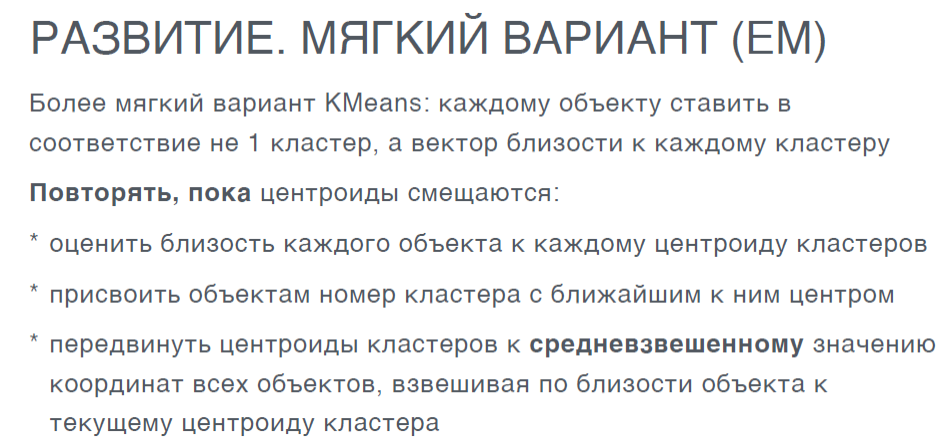 РАЗВИТИЕ. МЯГКИЙ ВАРИАНТ (EM)
Более мягкий вариант KMeans: каждому объекту ставить в
соответствие не 1 кластер, а вектор близости к каждому кластеру
Повторять, пока центроиды смещаются:
* оценить близость каждого объекта к каждому центроиду кластеров
* присвоить объектам номер кластера с ближайшим к ним центром
* передвинуть центроиды кластеров к средневзвешенному значению
координат всех объектов, взвешивая по близости объекта к
текущему центроиду кластера